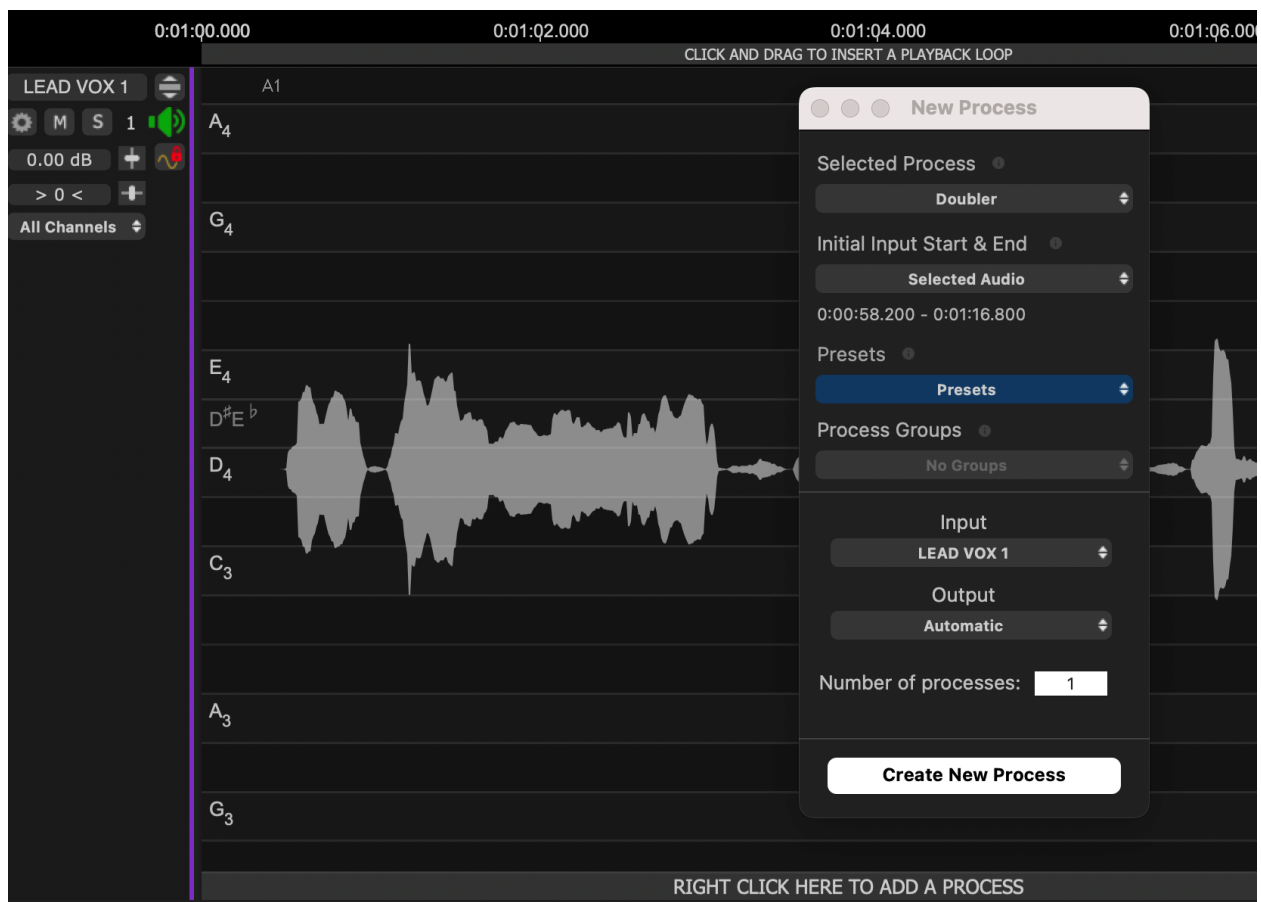 0:01:00.000 0:01:02.000 0:01:04.000 0:01:06.00
CLICK AND DRAG TO INSERT A PLAYBACK LOOP
LEAD VOX 1
A1
M S 1
0.00 dB
> 0 <
All Channels
A4
G4
E4
D♯E♭
D4
C3
A3
G3
New Process
Selected Process
Doubler
Initial Input Start & End
Selected Audio
0:00:58.200 - 0:01:16.800
Presets
Presets
Process Groups
No Groups
Input
LEAD VOX 1
Output
Automatic
Number of processes: 1
Create New Process
RIGHT CLICK HERE TO ADD A PROCESS